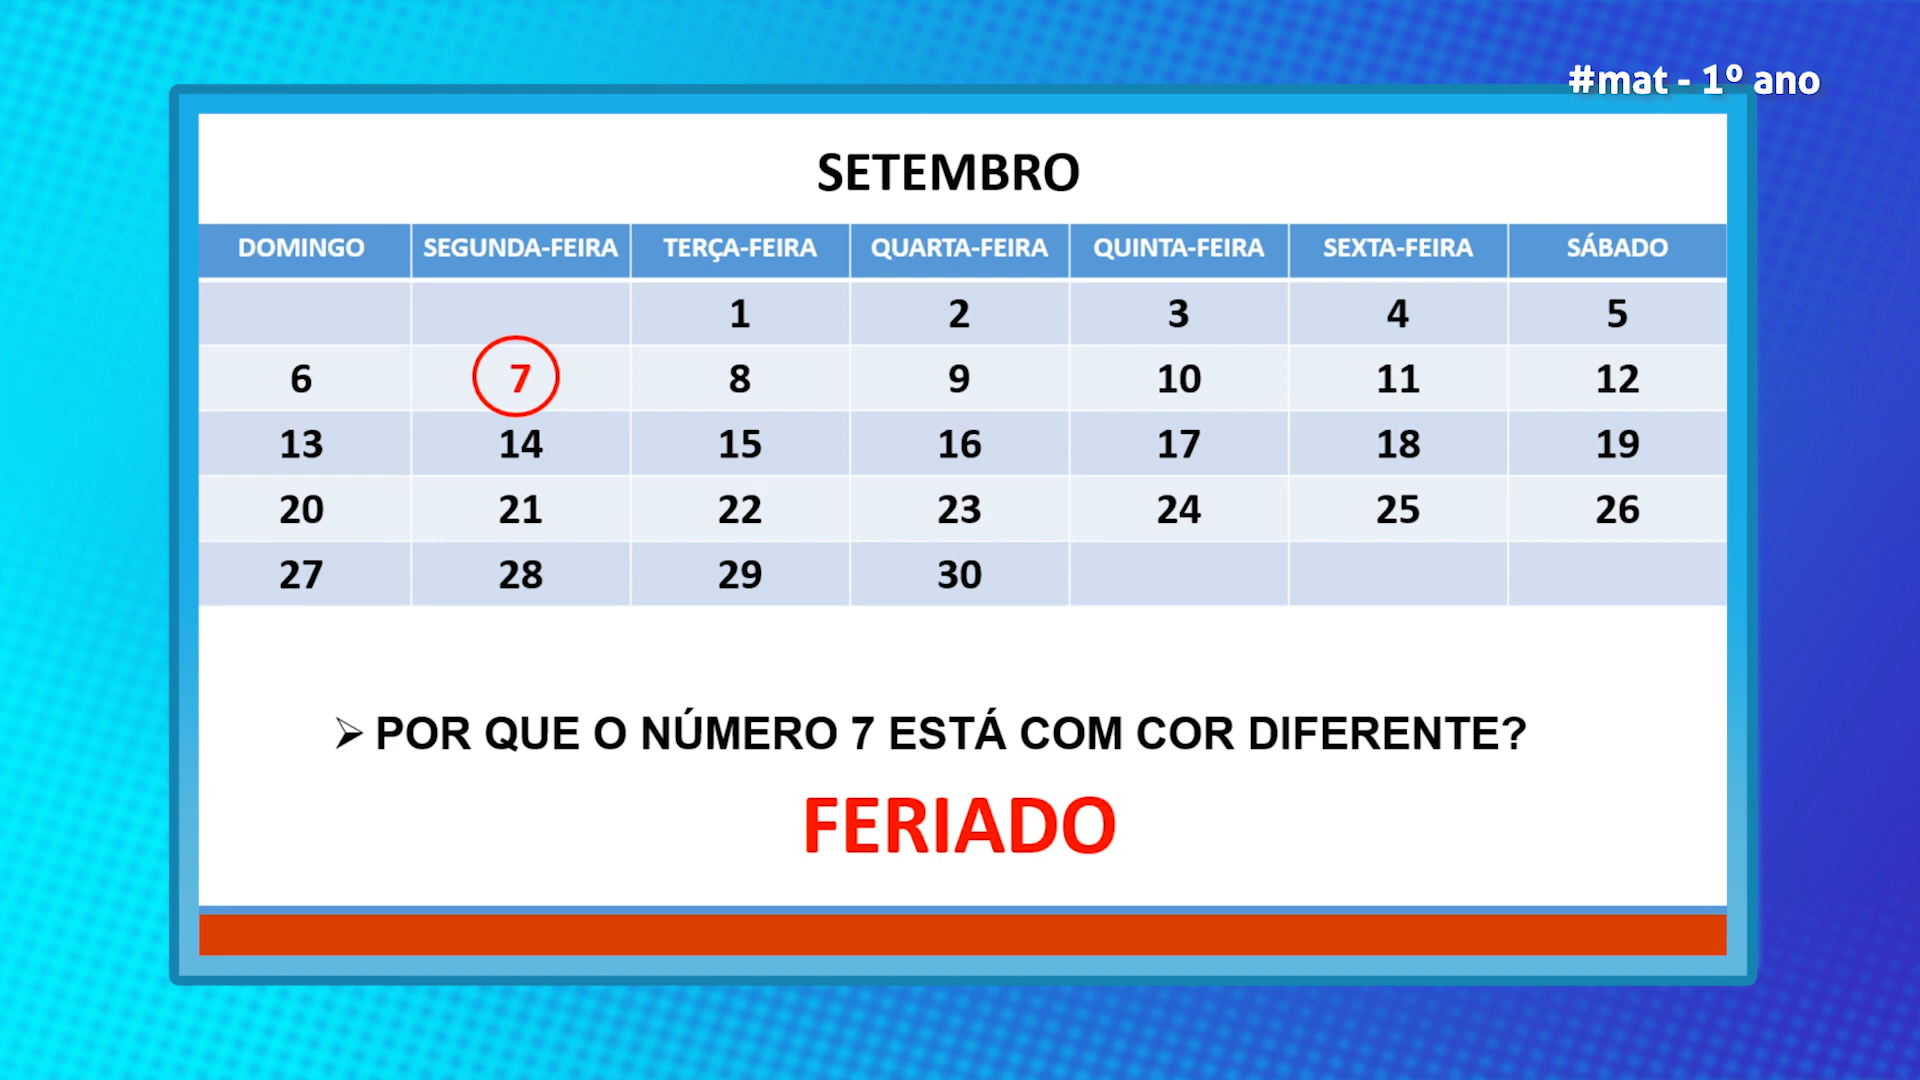 #mat - 1º ano
SETEMBRO
DOMINGO SEGUNDA-FEIRA TERÇA-FEIRA QUARTA-FEIRA QUINTA-FEIRA SEXTA-FEIRA SÁBADO
1 2 3 4 5
6 7 8 9 10 11 12
13 14 15 16 17 18 19
20 21 22 23 24 25 26
27 28 29 30
➢ POR QUE O NÚMERO 7 ESTÁ COM COR DIFERENTE?
FERIADO